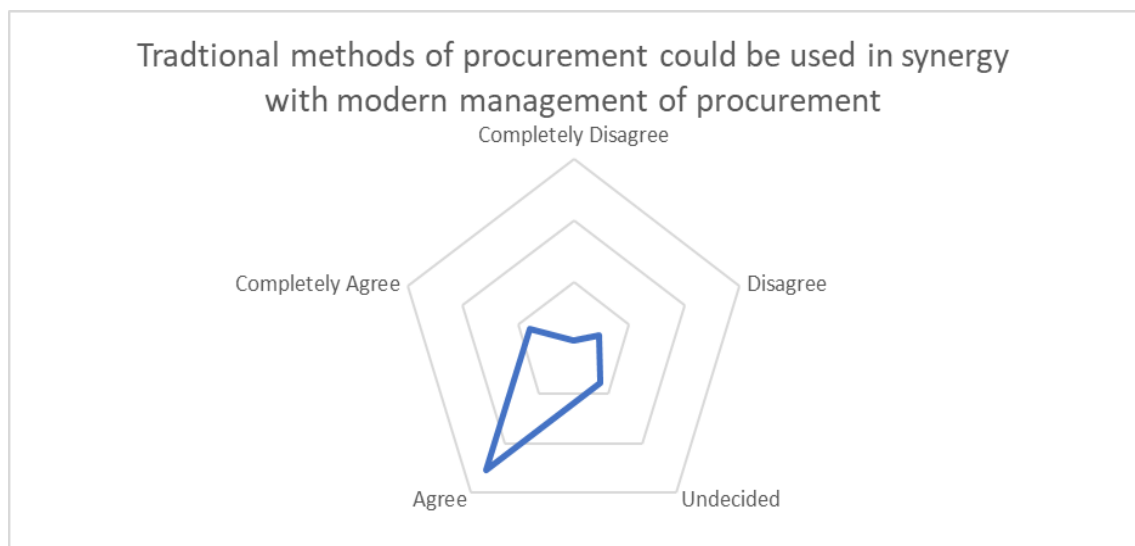 Tradtional methods of procurement could be used in synergy
with modern management of procurement
Completely Disagree
Completely Agree
Disagree
Agree
Undecided